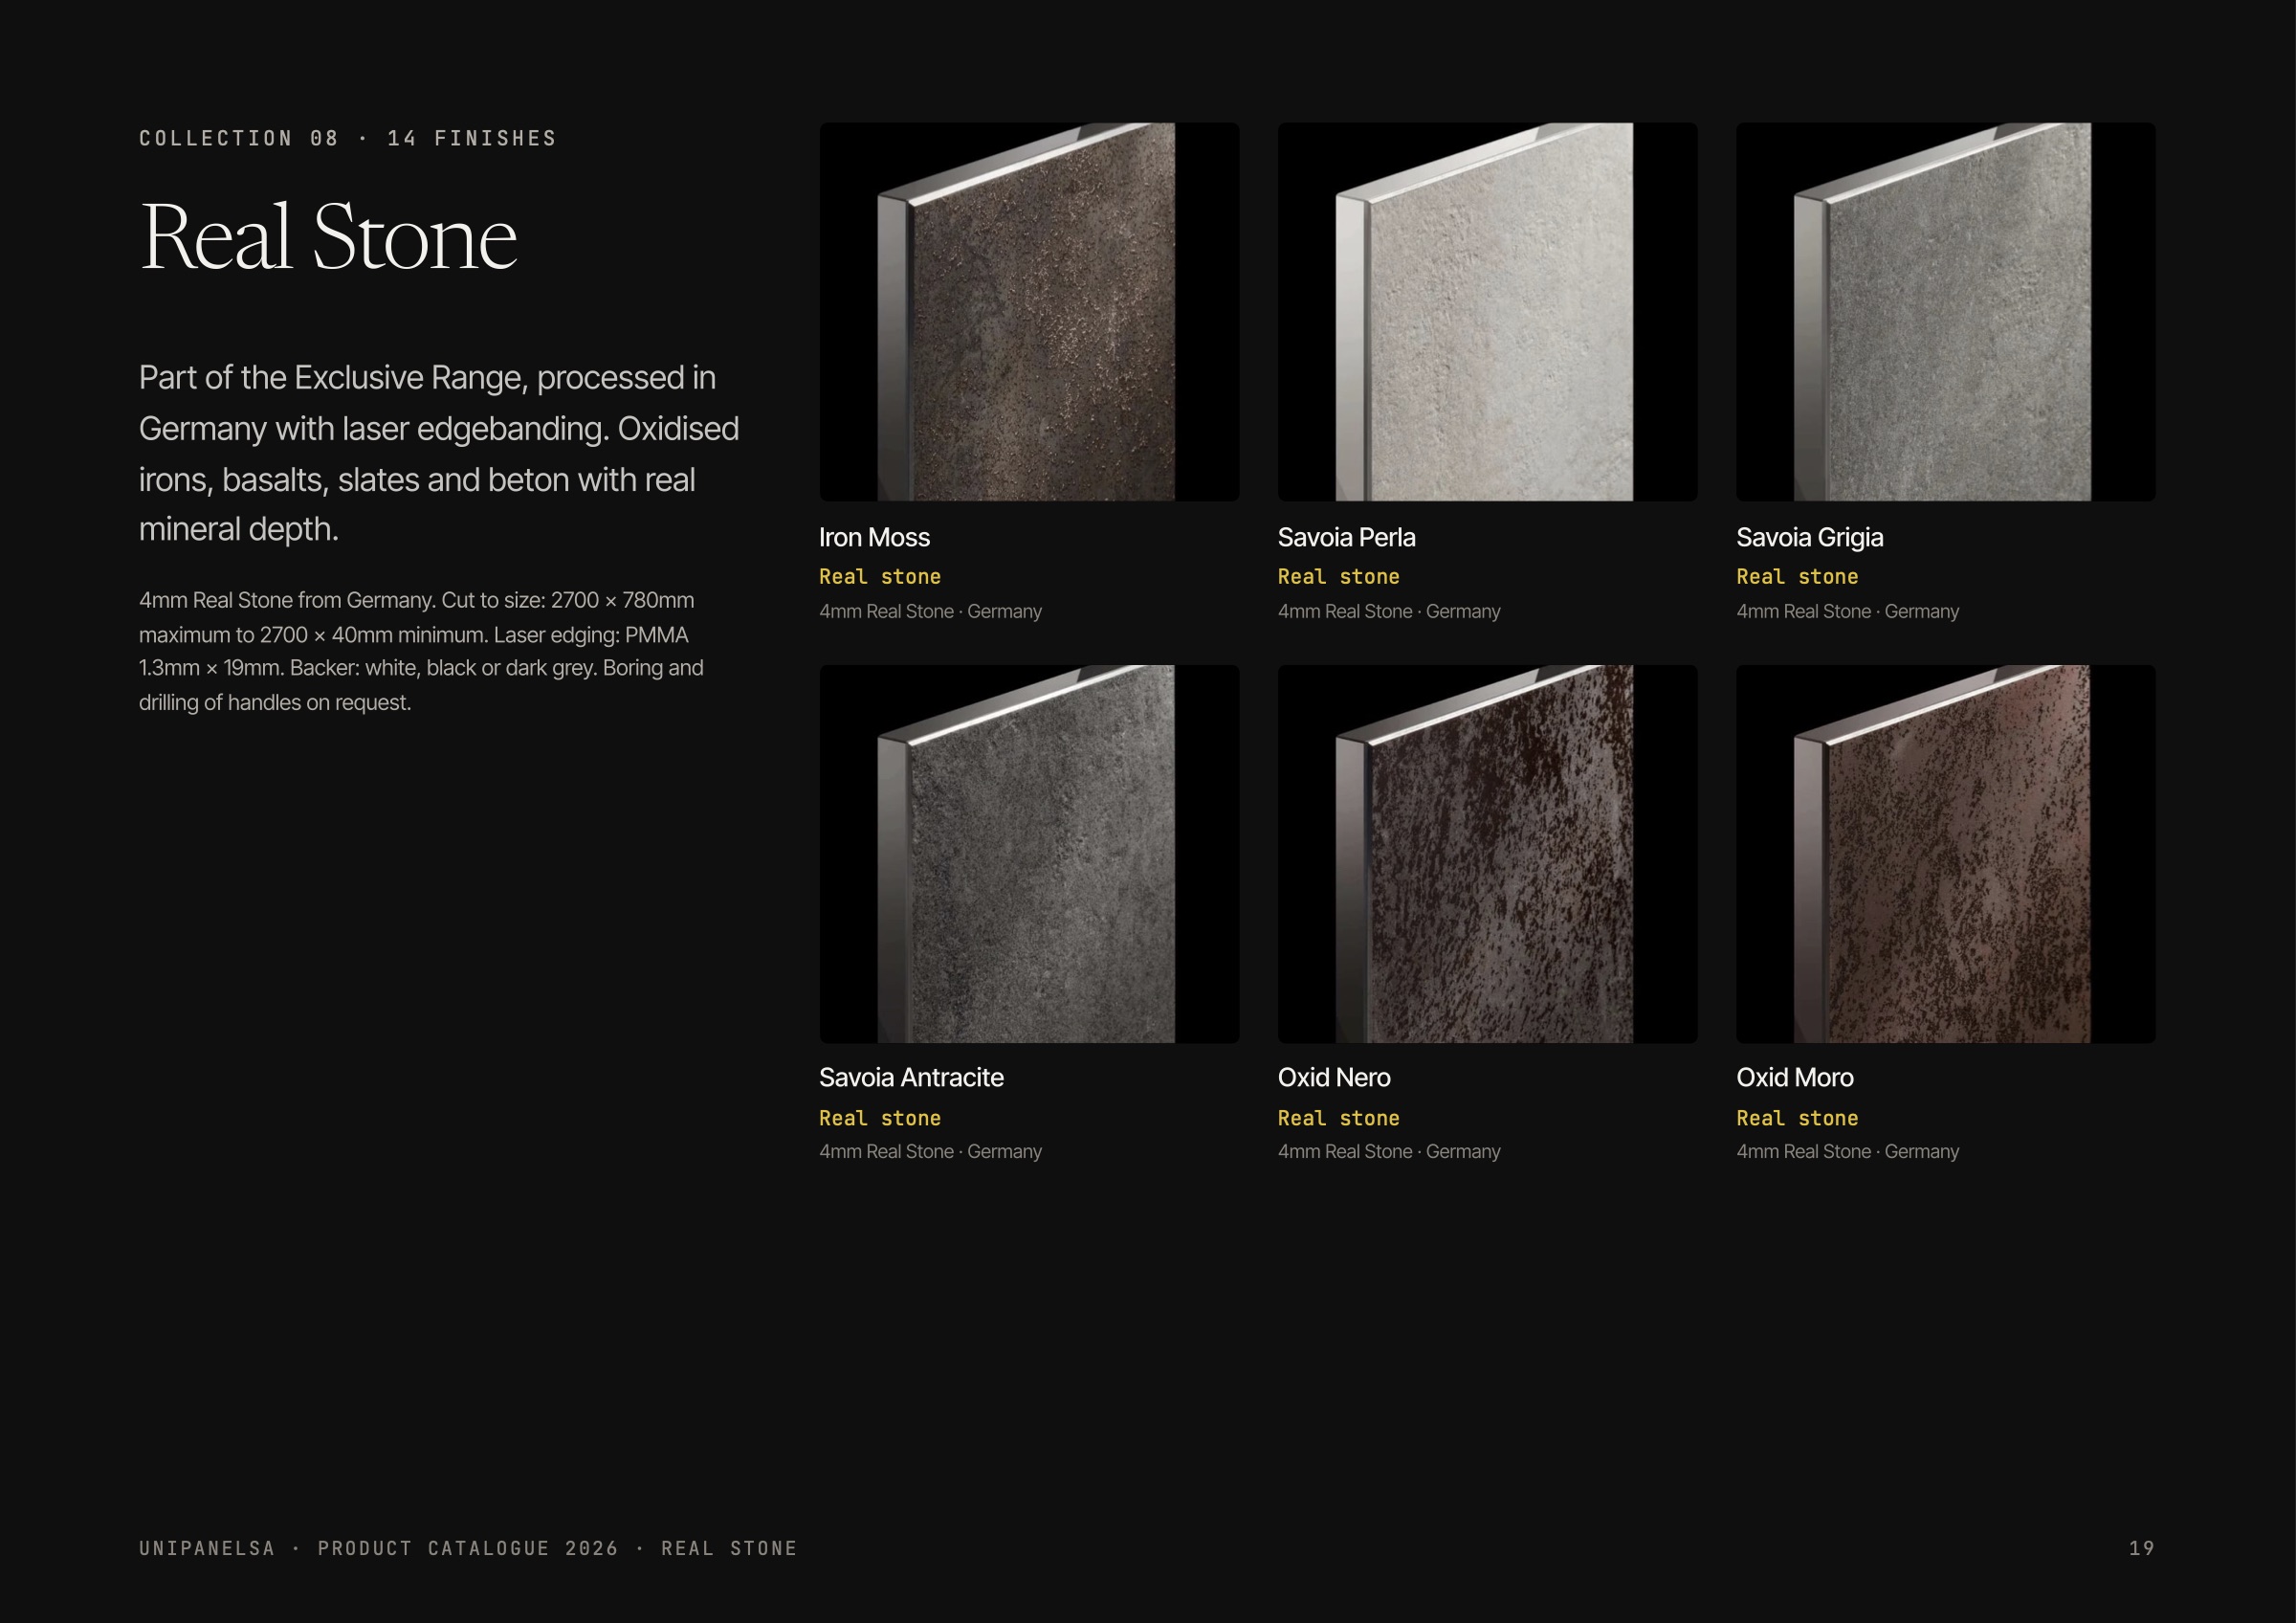 COLLECTION 08 · 14 FINISHES
Real Stone
Part of the Exclusive Range, processed in
Germany with laser edgebanding. Oxidised
irons, basalts, slates and beton with real
mineral depth.
4mm Real Stone from Germany. Cut to size: 2700 × 780mm
maximum to 2700 × 40mm minimum. Laser edging: PMMA
1.3mm × 19mm. Backer: white, black or dark grey. Boring and
drilling of handles on request.
Iron Moss
Real stone
4mm Real Stone · Germany
Savoia Perla
Real stone
4mm Real Stone · Germany
Savoia Grigia
Real stone
4mm Real Stone · Germany
Savoia Antracite
Real stone
4mm Real Stone · Germany
Oxid Nero
Real stone
4mm Real Stone · Germany
Oxid Moro
Real stone
4mm Real Stone · Germany
UNIPANELSA · PRODUCT CATALOGUE 2026 · REAL STONE
19